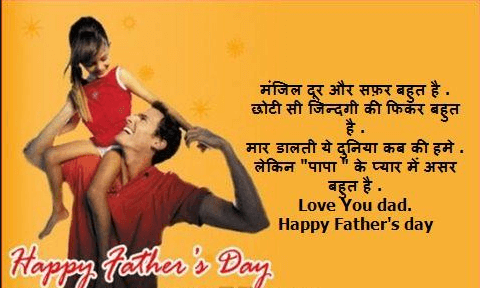 मंजिल दूर और सफ़र बहुत है .
छोटी सी जिन्दगी की फिकर बहुत
है .
मार डालती ये दुनिया कब की हमे .
लेकिन "पापा " के प्यार में असर
बहुत है .
Love You dad.
Happy Father's day
Happy Father's Day